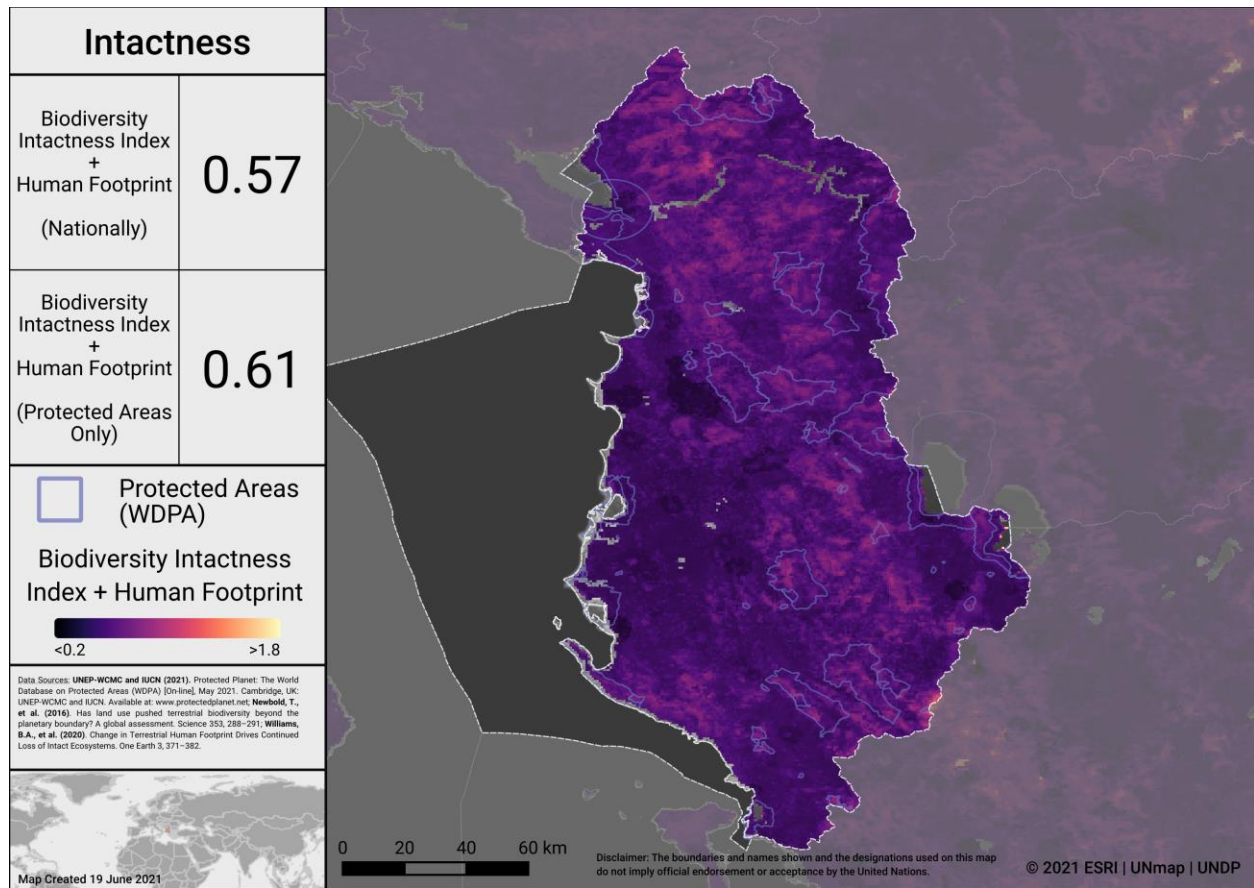 Intactness
Biodiversity
Intactness Index
+
Human Footprint
(Nationally)
0.57
Biodiversity
Intactness Index
+
Human Footprint
(Protected Areas
Only)
0.61
Protected Areas
(WDPA)
Biodiversity Intactness
Index + Human Footprint
<0.2 >1.8
Data Sources: UNEP-WCMC and IUCN (2021). Protected Planet: The World
Database on Protected Areas (WDPA) [On-line], May 2021. Cambridge, UK:
UNEP-WCMC and IUCN. Available at: www.protectedplanet.net; Newbold, T.,
et al. (2016). Has land use pushed terrestrial biodiversity beyond the
planetary boundary? A global assessment. Science 353, 288–291; Williams,
B.A., et al. (2020). Change in Terrestrial Human Footprint Drives Continued
Loss of Intact Ecosystems. One Earth 3, 371–382.
Map Created 19 June 2021
0 20 40 60 km
Disclaimer: The boundaries and names shown and the designations used on this map
do not imply official endorsement or acceptance by the United Nations.
© 2021 ESRI | UNmap | UNDP